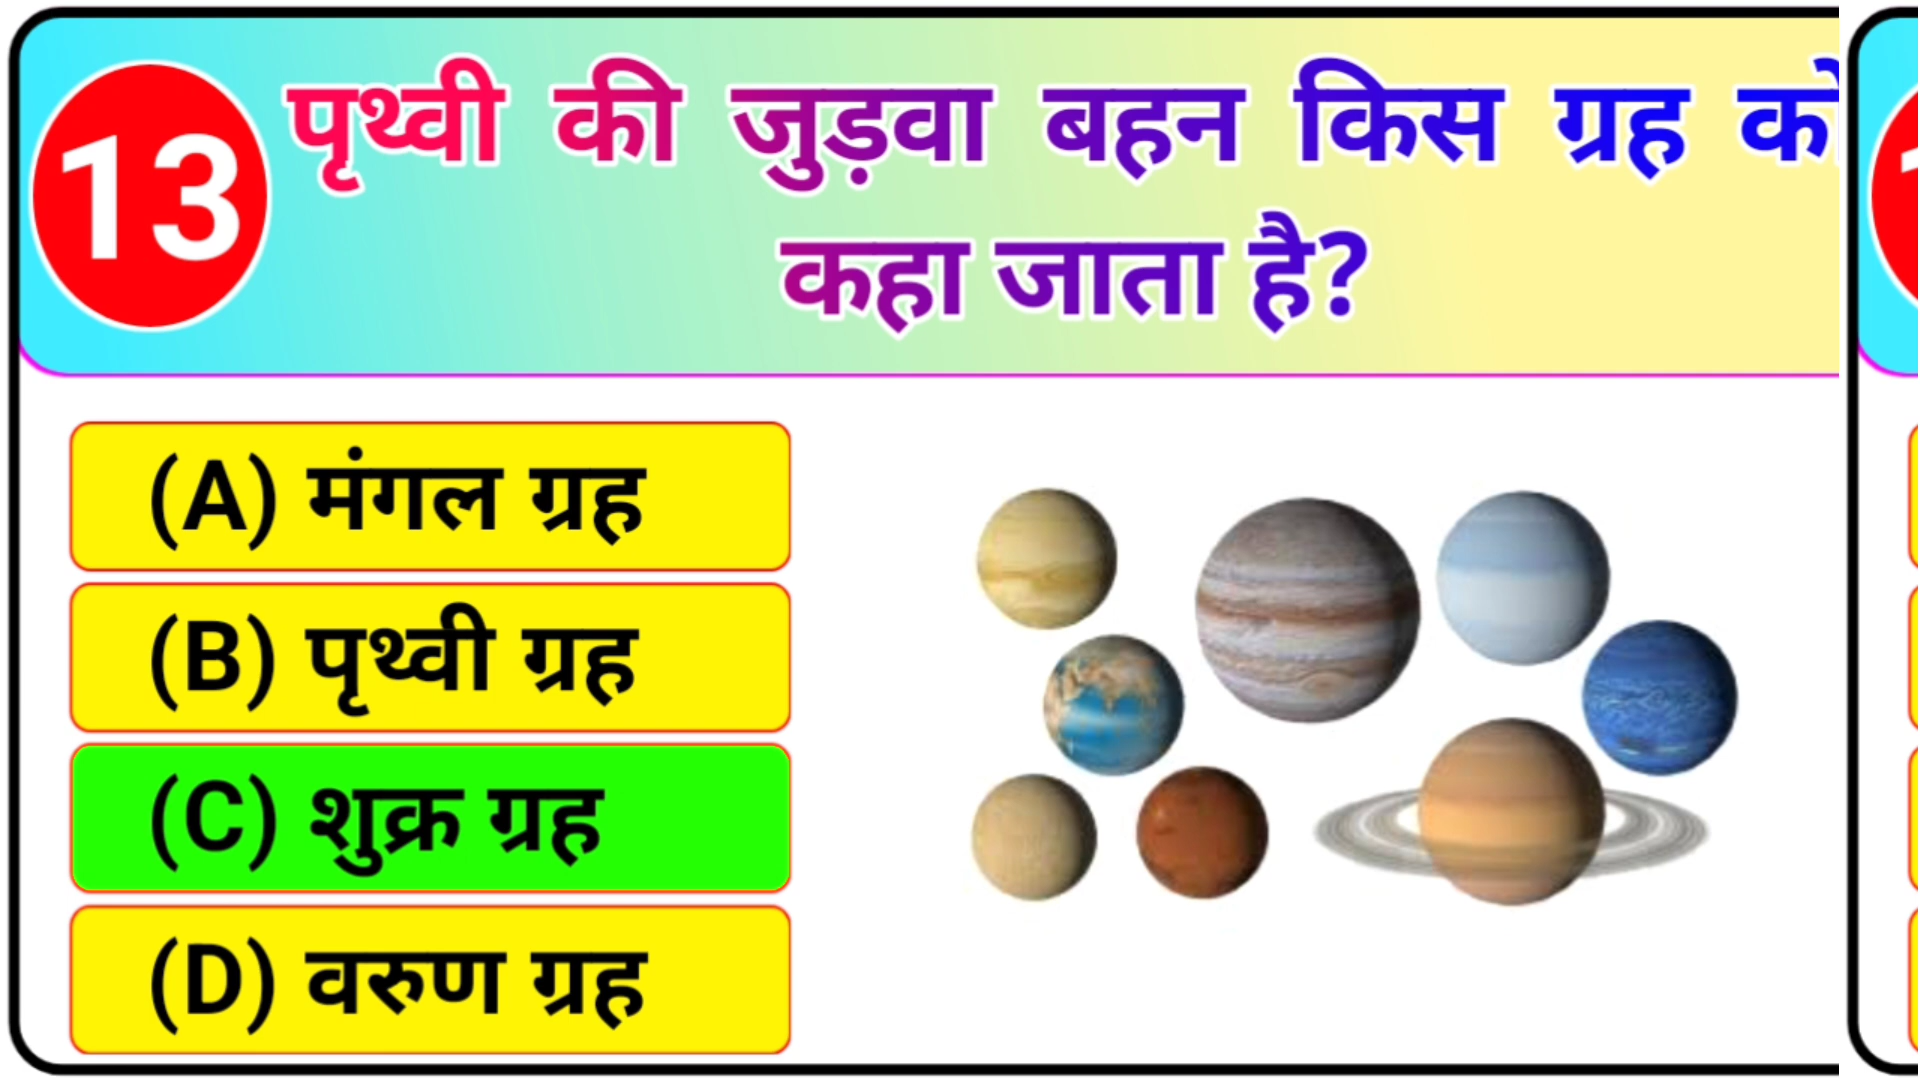 13
पृथ्वी की जुड़वा बहन किस ग्रह को
कहा जाता है?
(A) मंगल ग्रह
(B) पृथ्वी ग्रह
(C) शुक्र ग्रह
(D) वरुण ग्रह